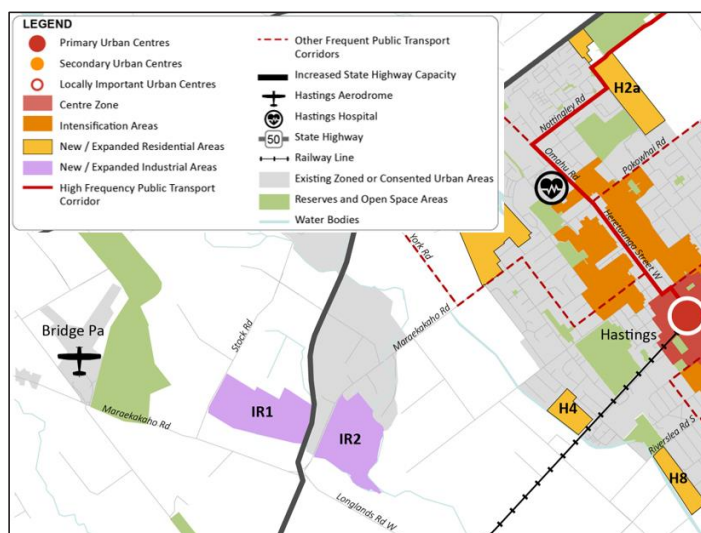 LEGEND
Primary Urban Centres
Secondary Urban Centres
Locally Important Urban Centres
Centre Zone
Intensification Areas
New / Expanded Residential Areas
New / Expanded Industrial Areas
High Frequency Public Transport
Corridor
Other Frequent Public Transport
Corridors
Increased State Highway Capacity
Hastings Aerodrome
Hastings Hospital
50
State Highway
Railway Line
Existing Zoned or Consented Urban Areas
Reserves and Open Space Areas
Water Bodies
H2a
Nottingley Rd
Omahu Rd
Pokowhai Rd
Heretaunga Street W
York Rd
Maraekakaho Rd
Stock Rd
Bridge Pa
Hastings
Maraekakaho Rd
IR1
IR2
H4
Riverslea Rd S
H8
Longlands Rd W